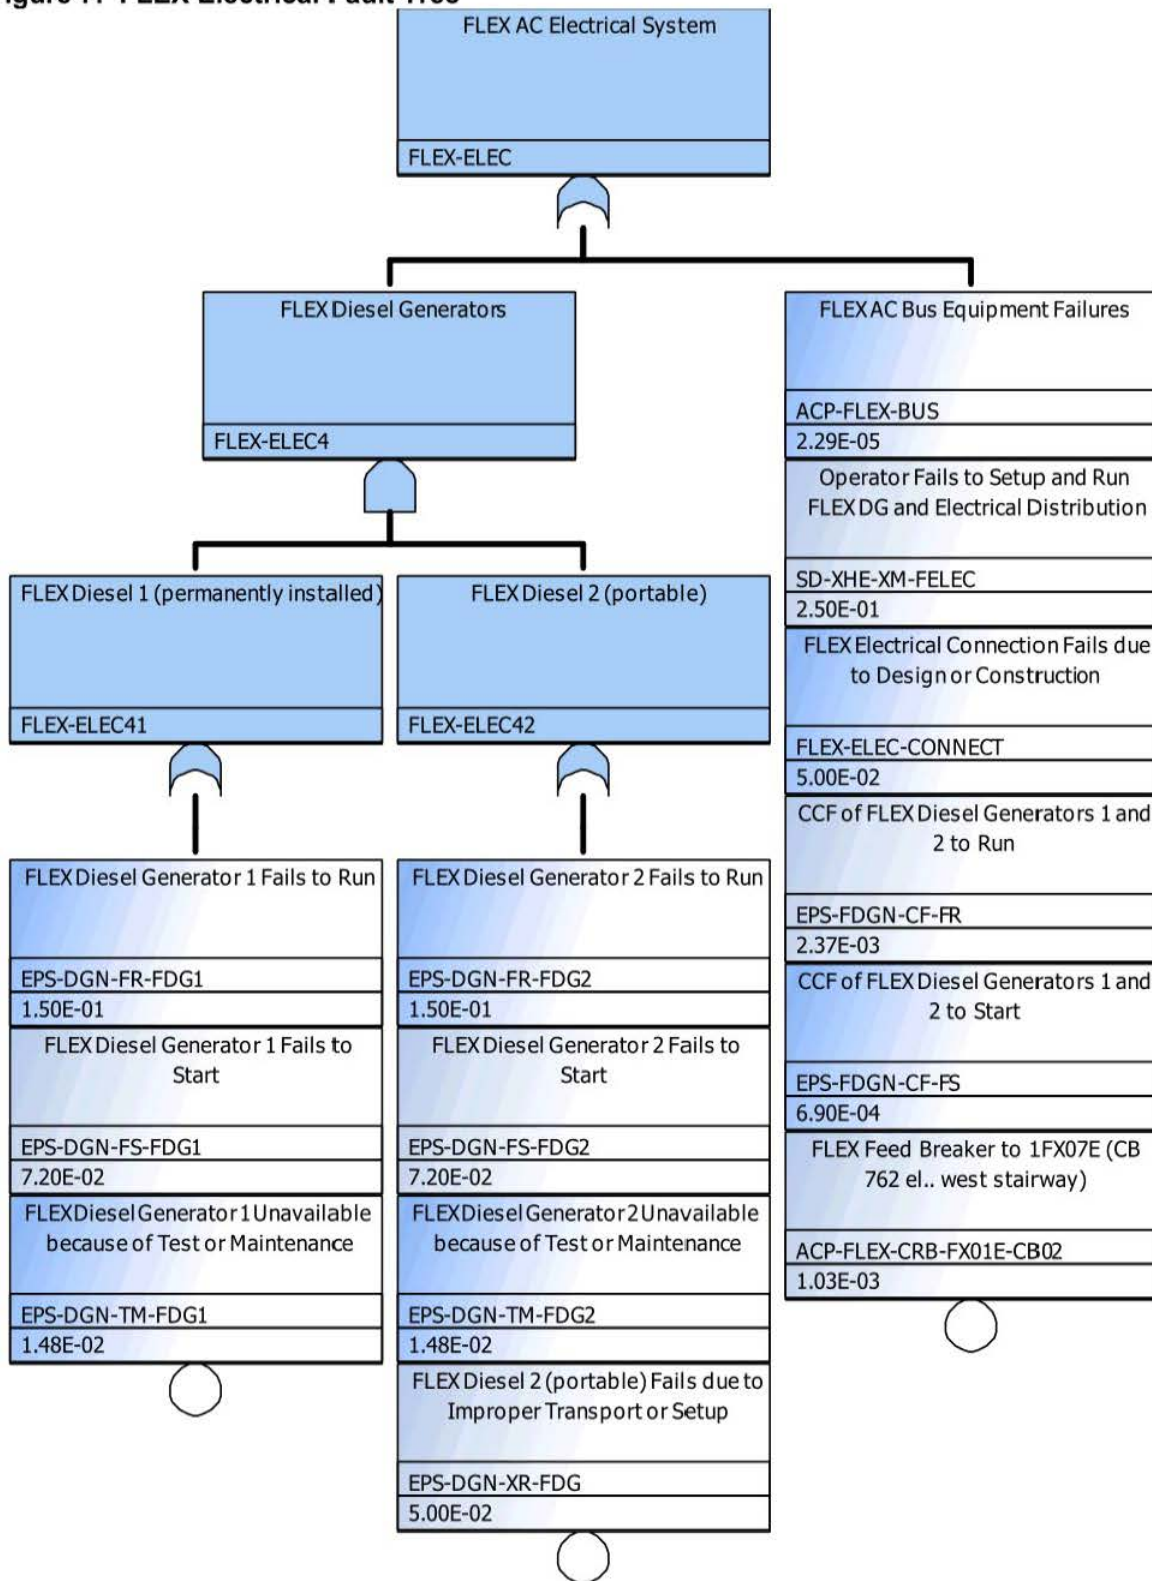 FLEX AC Electrical System
FLEX-ELEC
FLEX Diesel Generators
FLEX-ELEC4
FLEX Diesel 1 (permanently installed)
FLEX-ELEC41
FLEX Diesel Generator 1 Fails to Run
EPS-DGN-FR-FDG1
1.50E-01
FLEX Diesel Generator 1 Fails to
Start
EPS-DGN-FS-FDG1
7.20E-02
FLEX Diesel Generator 1 Unavailable
because of Test or Maintenance
EPS-DGN-TM-FDG1
1.48E-02
FLEX Diesel 2 (portable)
FLEX-ELEC42
FLEX Diesel Generator 2 Fails to Run
EPS-DGN-FR-FDG2
1.50E-01
FLEX Diesel Generator 2 Fails to
Start
EPS-DGN-FS-FDG2
7.20E-02
FLEX Diesel Generator 2 Unavailable
because of Test or Maintenance
EPS-DGN-TM-FDG2
1.48E-02
FLEX Diesel 2 (portable) Fails due to
Improper Transport or Setup
EPS-DGN-XR-FDG
5.00E-02
FLEX AC Bus Equipment Failures
ACP-FLEX-BUS
2.29E-05
Operator Fails to Setup and Run
FLEX DG and Electrical Distribution
SD-XHE-XM-FELEC
2.50E-01
FLEX Electrical Connection Fails due
to Design or Construction
FLEX-ELEC-CONNECT
5.00E-02
CCF of FLEX Diesel Generators 1 and
2 to Run
EPS-FDGN-CF-FR
2.37E-03
CCF of FLEX Diesel Generators 1 and
2 to Start
EPS-FDGN-CF-FS
6.90E-04
FLEX Feed Breaker to 1FX07E (CB
762 el.. west stairway)
ACP-FLEX-CRB-FX01E-CB02
1.03E-03